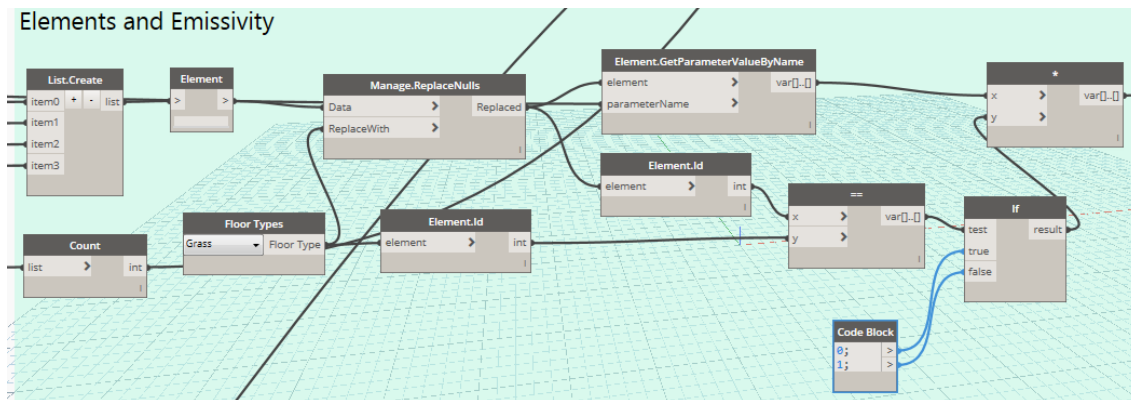 Elements and Emissivity
List.Create
item0 + - list
item1
item2
item3
Element
> >
Manage.ReplaceNulls
Data > Replaced
ReplaceWith >
Element.GetParameterValueByName
element > var[]..[]
parameterName >
*
x > var[]..[]
y >
Element.Id
element > int
Floor Types
Grass Floor Type
Element.Id
element > int
==
x > var[]..[]
y >
If
test result
true
false
Count
list > int
Code Block
0; >
1; >